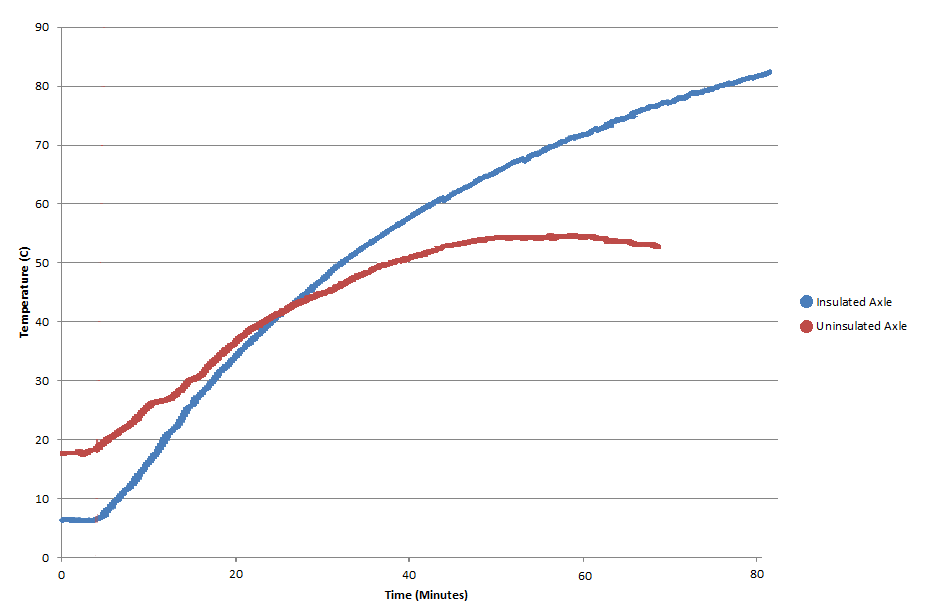 90
80
70
60
50
40
30
20
10
0
Temperature (C)
0 20 40 60 80
Time (Minutes)
Insulated Axle
Uninsulated Axle